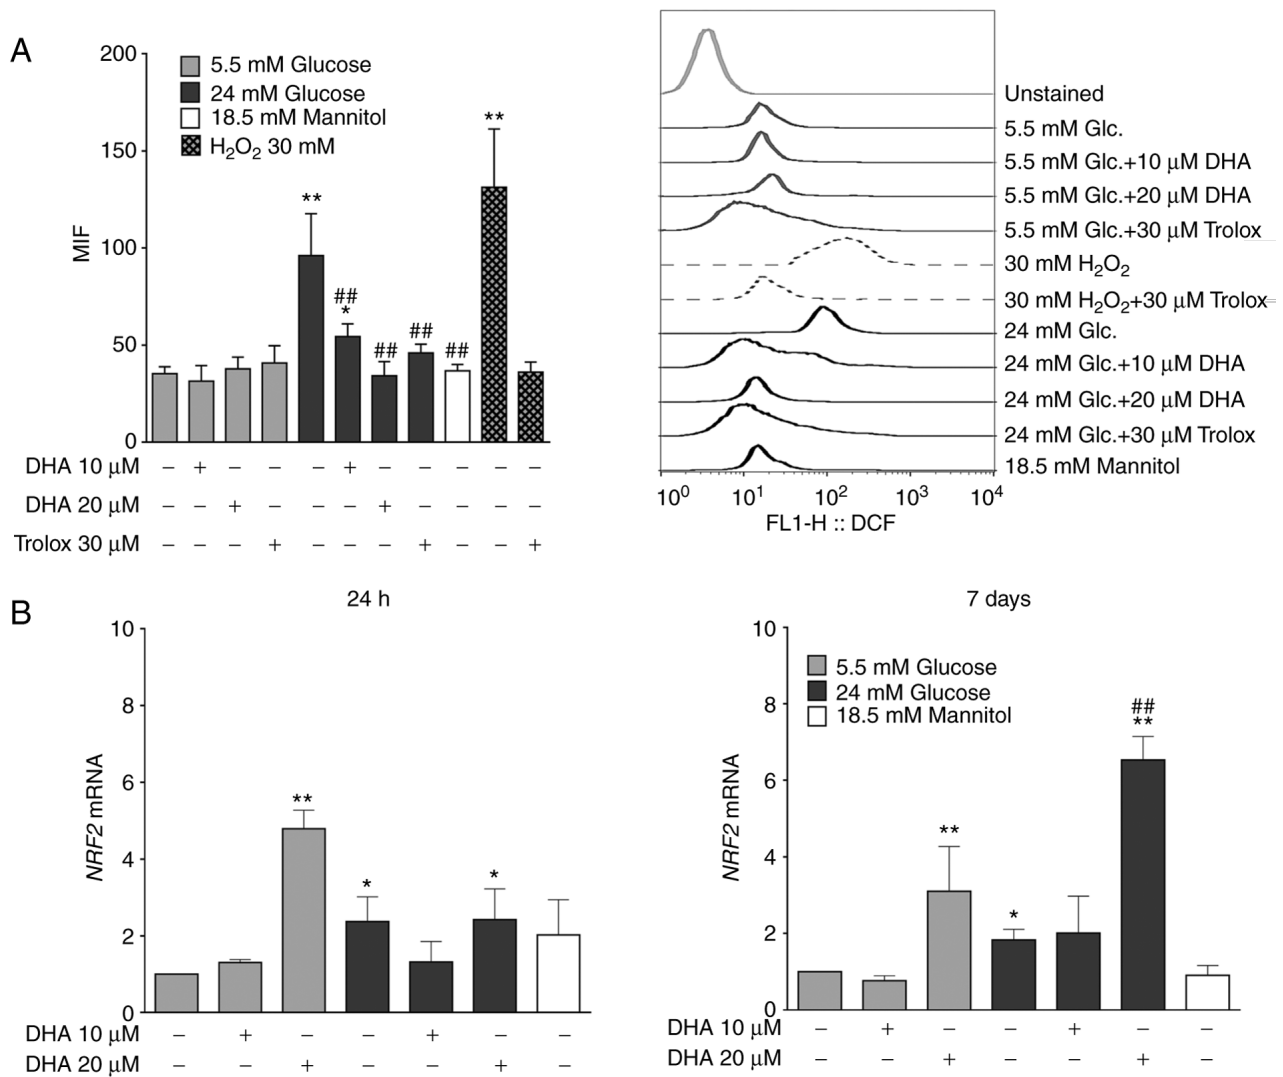 A
200
150
100
50
0
MIF
5.5 mM Glucose
24 mM Glucose
18.5 mM Mannitol
H₂O₂ 30 mM
** ## * ## ## ## **
DHA 10 μM – + – – – + – – – – –
DHA 20 μM – – + – – – + – – – –
Trolox 30 μM – – – + – – – + – – +
Unstained
5.5 mM Glc.
5.5 mM Glc.+10 μM DHA
5.5 mM Glc.+20 μM DHA
5.5 mM Glc.+30 μM Trolox
30 mM H₂O₂
30 mM H₂O₂+30 μM Trolox
24 mM Glc.
24 mM Glc.+10 μM DHA
24 mM Glc.+20 μM DHA
24 mM Glc.+30 μM Trolox
18.5 mM Mannitol
10⁰ 10¹ 10² 10³ 10⁴
FL1-H :: DCF
B
24 h
10
8
6
4
2
0
NRF2 mRNA
** * *
DHA 10 μM – + – – + – –
DHA 20 μM – – + – – + –
7 days
10
8
6
4
2
0
NRF2 mRNA
5.5 mM Glucose
24 mM Glucose
18.5 mM Mannitol
** * ## **
DHA 10 μM – + – – + – –
DHA 20 μM – – + – – + –